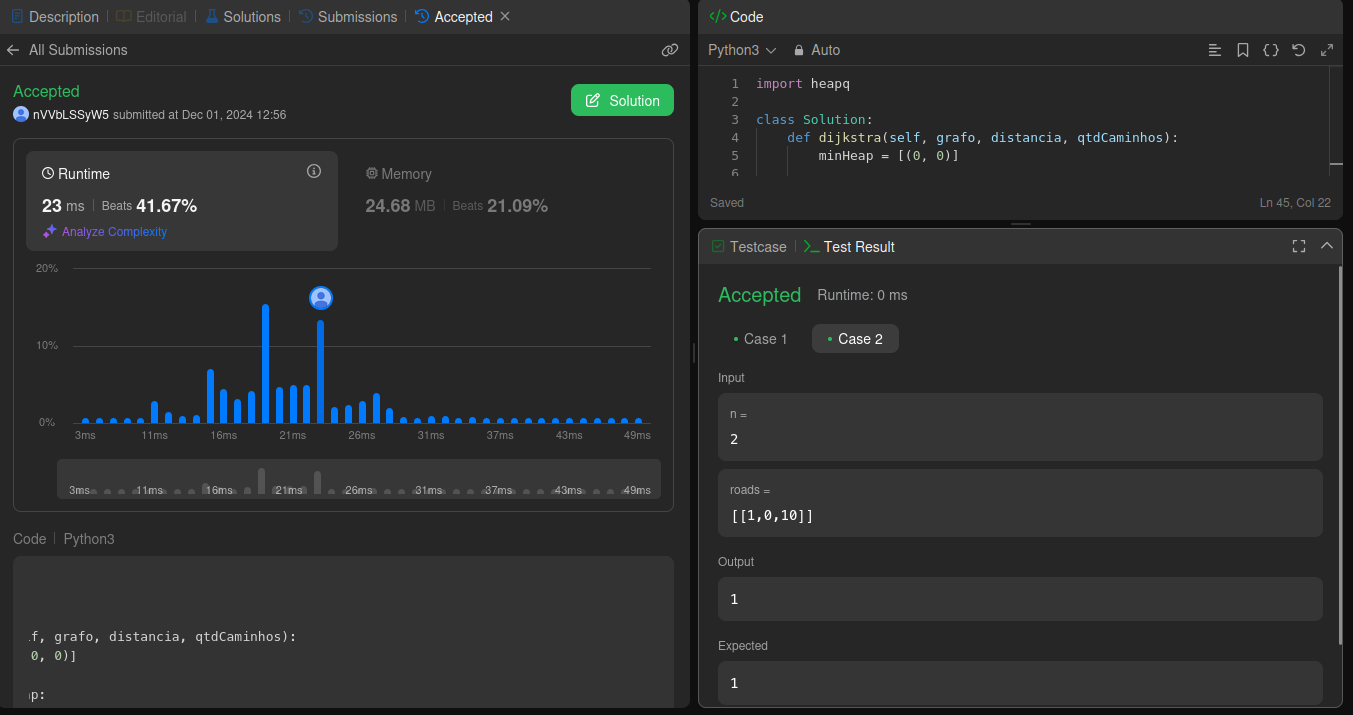 Description
Editorial
Solutions
Submissions
Accepted
All Submissions
Accepted
nVVbLSSyW5 submitted at Dec 01, 2024 12:56
Solution
Runtime
23 ms
Beats 41.67%
Analyze Complexity
Memory
24.68 MB
Beats 21.09%
20%
10%
0%
3ms 11ms 16ms 21ms 26ms 31ms 37ms 43ms 49ms
3ms 11ms 16ms 21ms 26ms 31ms 37ms 43ms 49ms
Code
Python3
f, grafo, distancia, qtdCaminhos):
0, 0)]
p:
Code
Python3
Auto
1 import heapq
2
3 class Solution:
4 def dijkstra(self, grafo, distancia, qtdCaminhos):
5 minHeap = [(0, 0)]
6
Saved
Ln 45, Col 22
Testcase
Test Result
Accepted
Runtime: 0 ms
Case 1
Case 2
Input
n =
2
roads =
[[1,0,10]]
Output
1
Expected
1